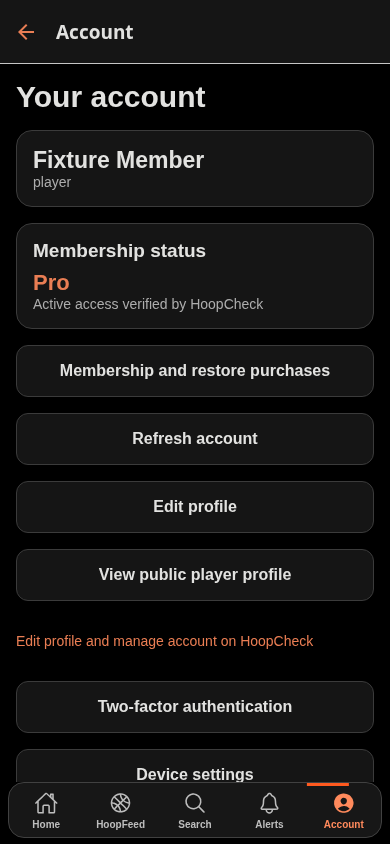 Account
Your account
Fixture Member
player
Membership status
Pro
Active access verified by HoopCheck
Membership and restore purchases
Refresh account
Edit profile
View public player profile
Edit profile and manage account on HoopCheck
Two-factor authentication
Device settings
Home
HoopFeed
Search
Alerts
Account